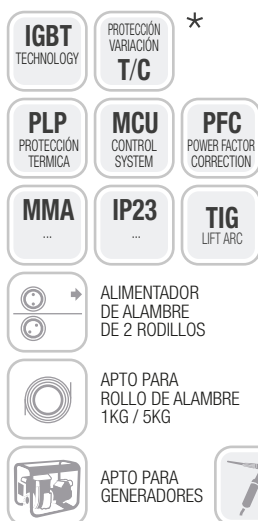 IGBT
TECHNOLOGY
PROTECCIÓN
VARIACIÓN
T/C
*
PLP
PROTECCIÓN
TERMICA
MCU
CONTROL
SYSTEM
PFC
POWER FACTOR
CORRECTION
MMA
...
IP23
...
TIG
LIFT ARC
ALIMENTADOR
DE ALAMBRE
DE 2 RODILLOS
APTO PARA
ROLLO DE ALAMBRE
1KG / 5KG
APTO PARA
GENERADORES